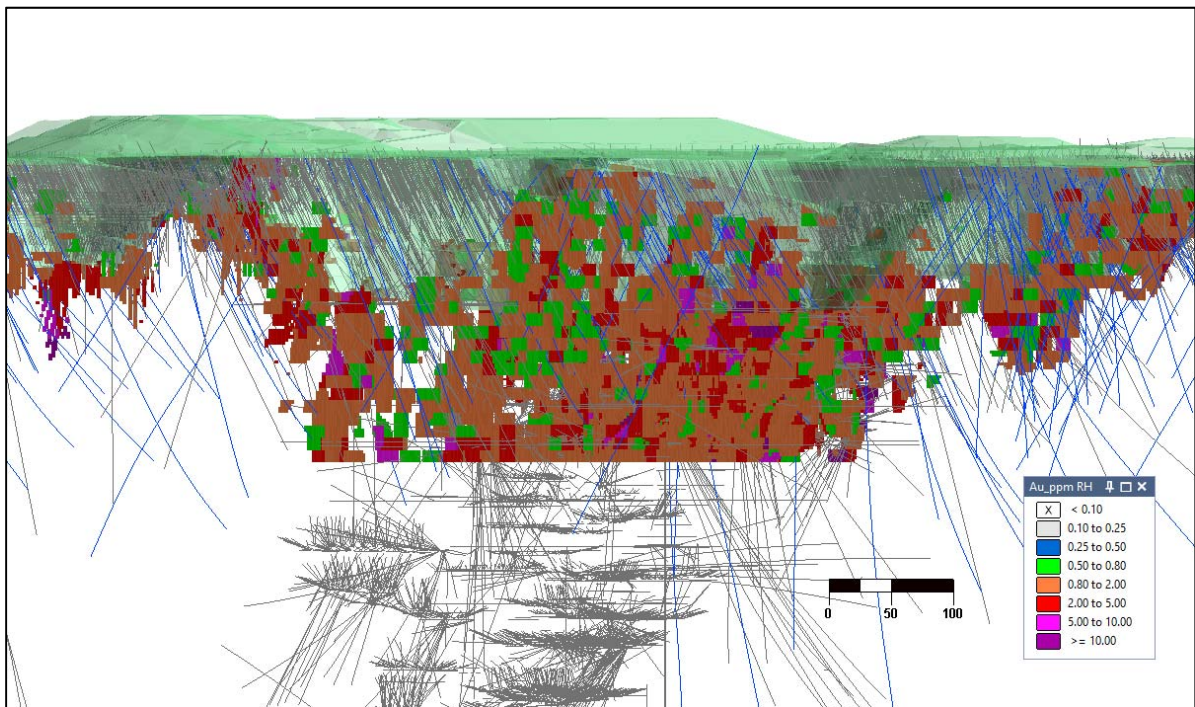 Au_ppm RH
X < 0.10
0.10 to 0.25
0.25 to 0.50
0.50 to 0.80
0.80 to 2.00
2.00 to 5.00
5.00 to 10.00
>= 10.00
0 50 100